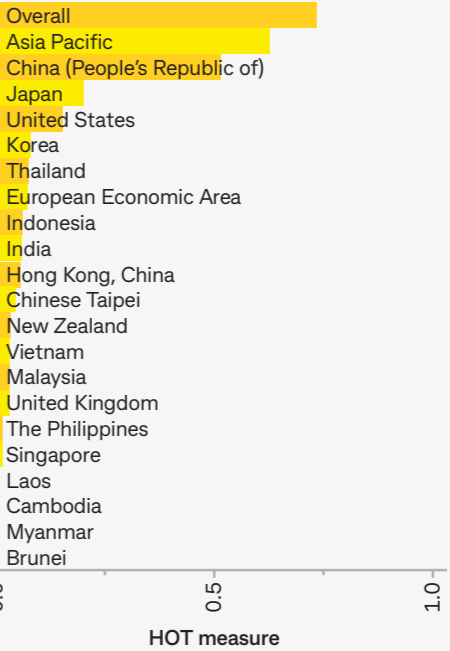 Overall
Asia Pacific
China (People's Republic of)
Japan
United States
Korea
Thailand
European Economic Area
Indonesia
India
Hong Kong, China
Chinese Taipei
New Zealand
Vietnam
Malaysia
United Kingdom
The Philippines
Singapore
Laos
Cambodia
Myanmar
Brunei
0.5
1.0
HOT measure